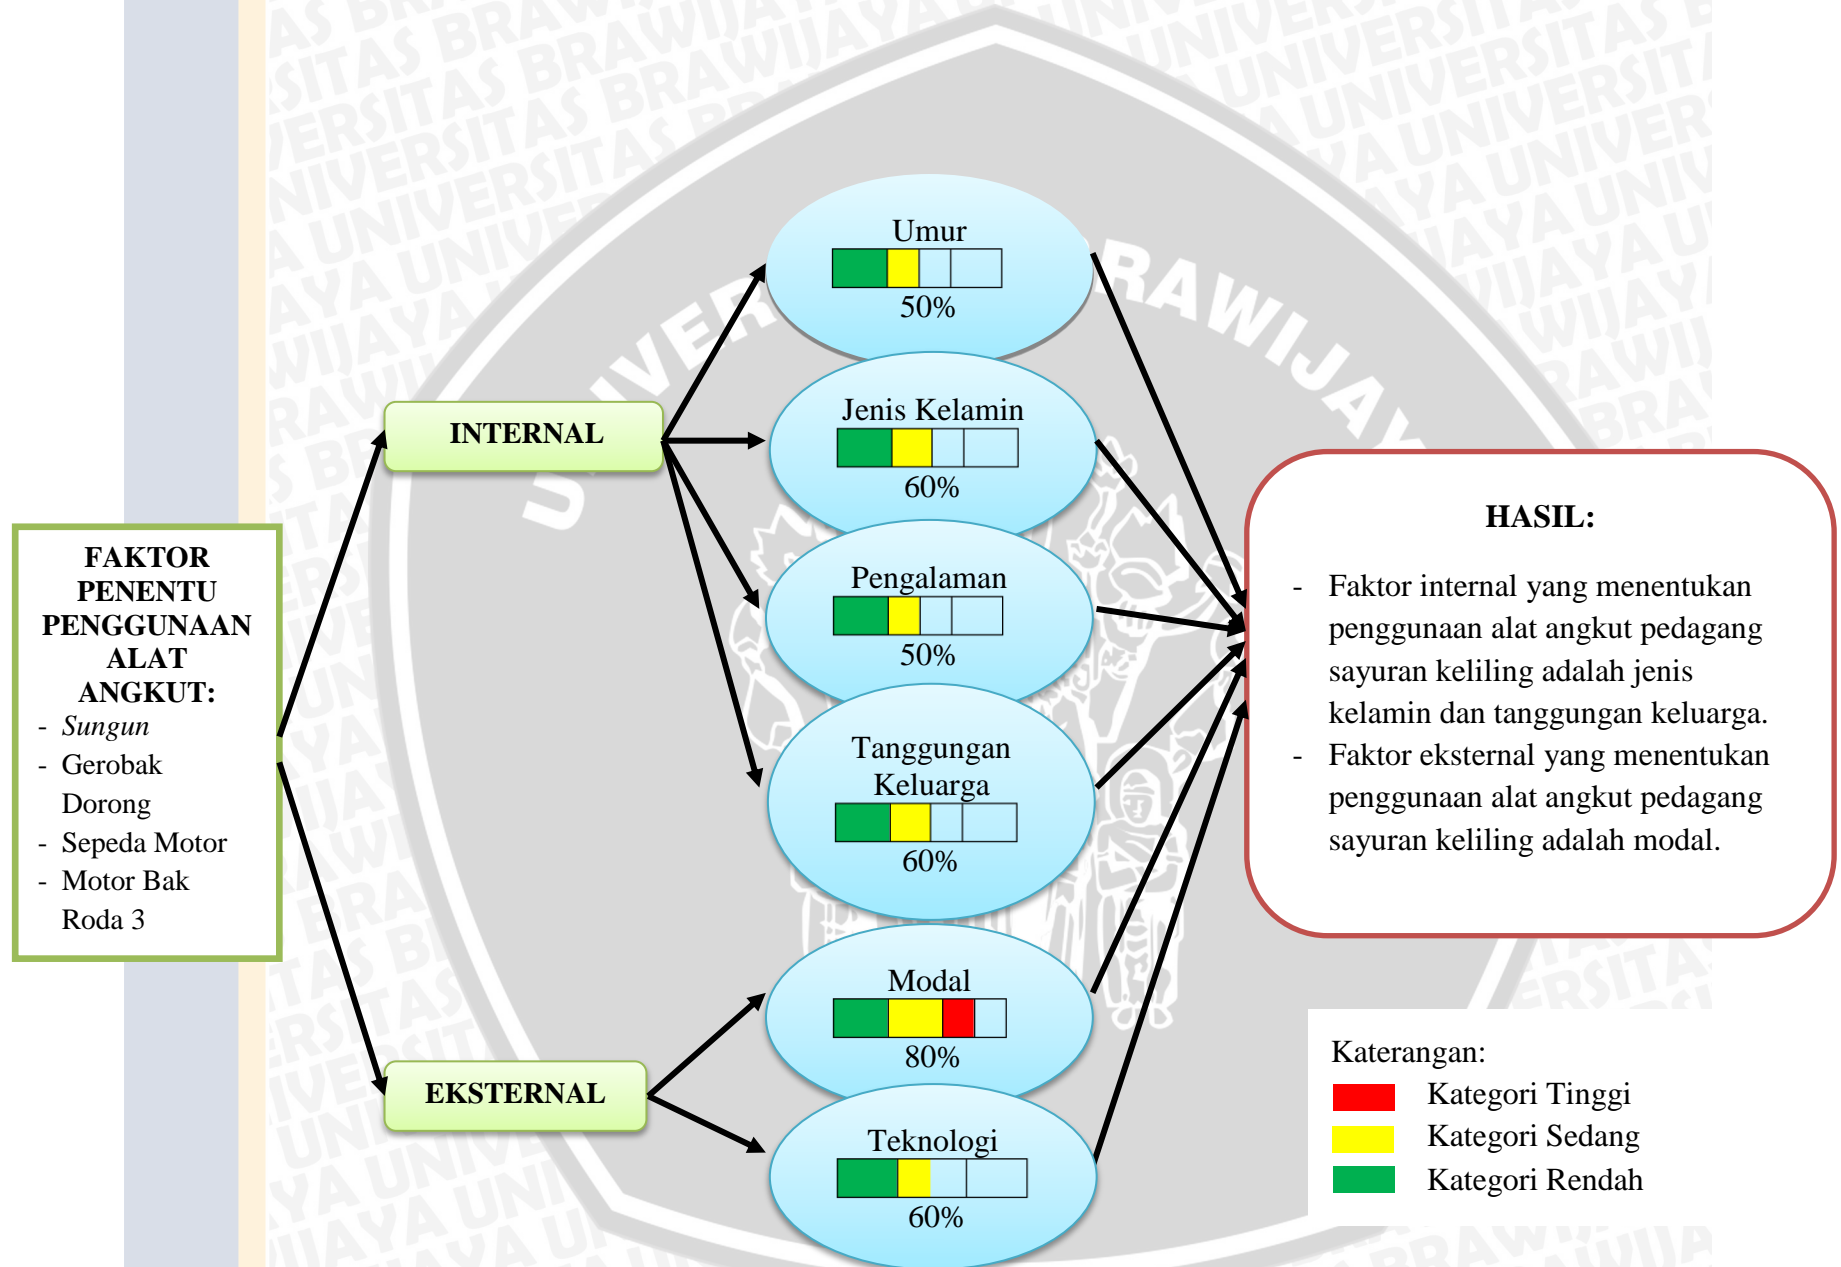 FAKTOR
PENENTU
PENGGUNAAN
ALAT
ANGKUT:
- Sungun
- Gerobak
Dorong
- Sepeda Motor
- Motor Bak
Roda 3
INTERNAL
EKSTERNAL
Umur
50%
Jenis Kelamin
60%
Pengalaman
50%
Tanggungan
Keluarga
60%
Modal
80%
Teknologi
60%
HASIL:
- Faktor internal yang menentukan
penggunaan alat angkut pedagang
sayuran keliling adalah jenis
kelamin dan tanggungan keluarga.
- Faktor eksternal yang menentukan
penggunaan alat angkut pedagang
sayuran keliling adalah modal.
Katerangan:
Kategori Tinggi
Kategori Sedang
Kategori Rendah